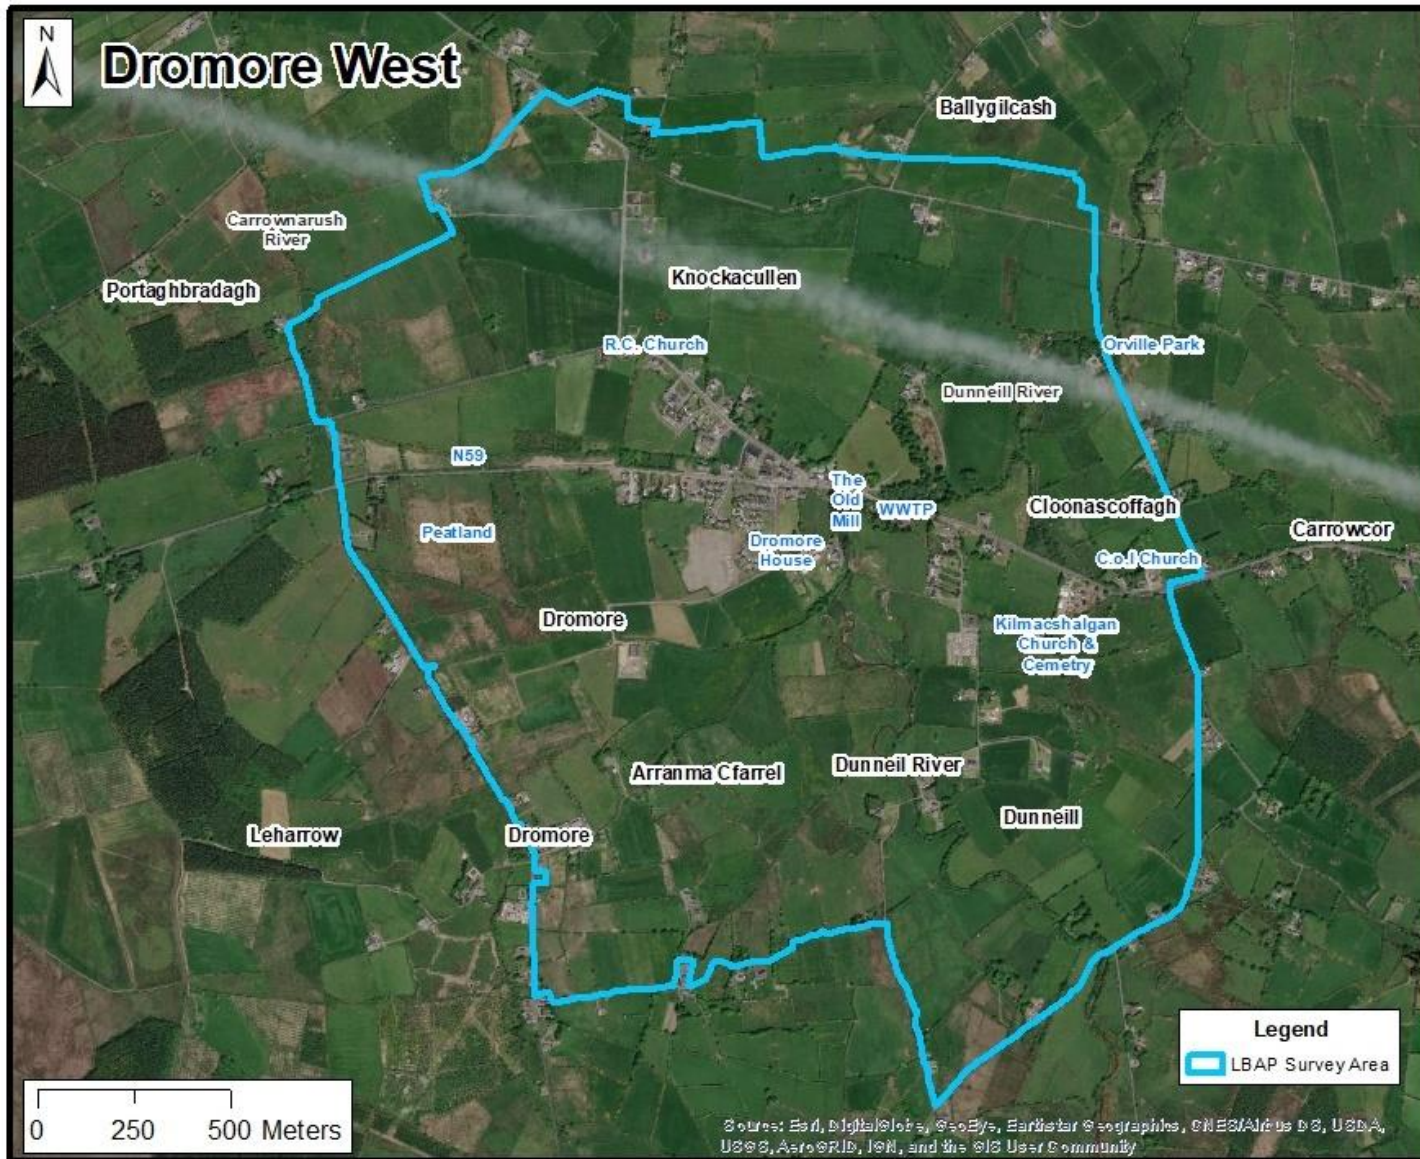 N
Dromore West
Ballygilcash
Carrownarush
River
Knockacullen
Portaghbradagh
R.C. Church
Orville Park
Dunneill River
N59
The
Old
Mill
WWTP
Cloonascoffagh
Carrowcor
Peatland
Dromore
House
C.o.I Church
Dromore
Kilmacshalgan
Church &
Cemetry
Arranma Cfarrel
Dunneil River
Dunneill
Leharrow
Dromore
Legend
LBAP Survey Area
0 250 500 Meters
Source: Esri, DigitalGlobe, GeoEye, Earthstar Geographics, CNES/Airbus DS, USDA,
USGS, AeroGRID, IGN, and the GIS User Community